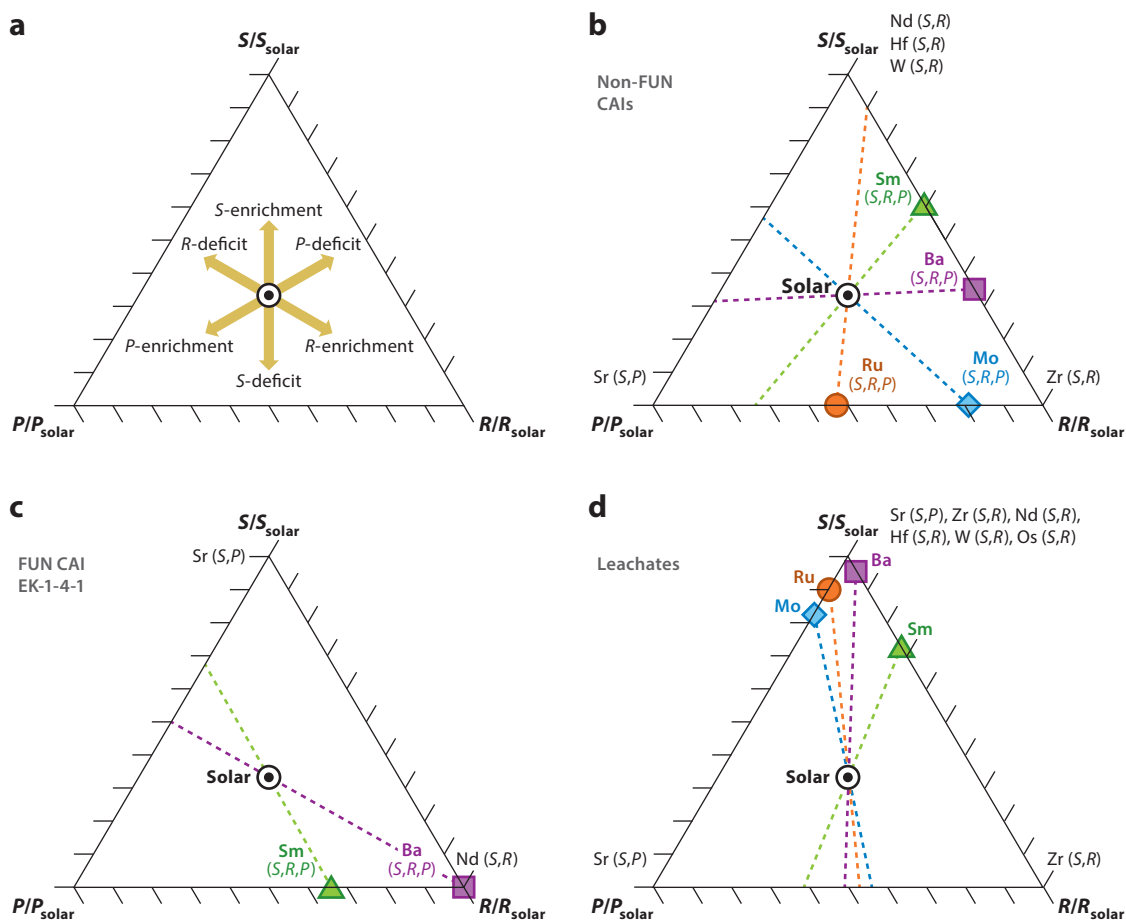 a
S/Ssolar
S-enrichment
R-deficit
P-deficit
P-enrichment
R-enrichment
S-deficit
P/Psolar
R/Rsolar
b
Non-FUN
CAIs
S/Ssolar
Nd (S,R)
Hf (S,R)
W (S,R)
Sm
(S,R,P)
Ba
(S,R,P)
Solar
Ru
(S,R,P)
Mo
(S,R,P)
Sr (S,P)
Zr (S,R)
P/Psolar
R/Rsolar
c
FUN CAI
EK-1-4-1
S/Ssolar
Sr (S,P)
Solar
Sm
(S,R,P)
Ba
(S,R,P)
Nd (S,R)
P/Psolar
R/Rsolar
d
Leachates
S/Ssolar
Sr (S,P), Zr (S,R), Nd (S,R),
Hf (S,R), W (S,R), Os (S,R)
Ba
Ru
Mo
Sm
Solar
Sr (S,P)
Zr (S,R)
P/Psolar
R/Rsolar